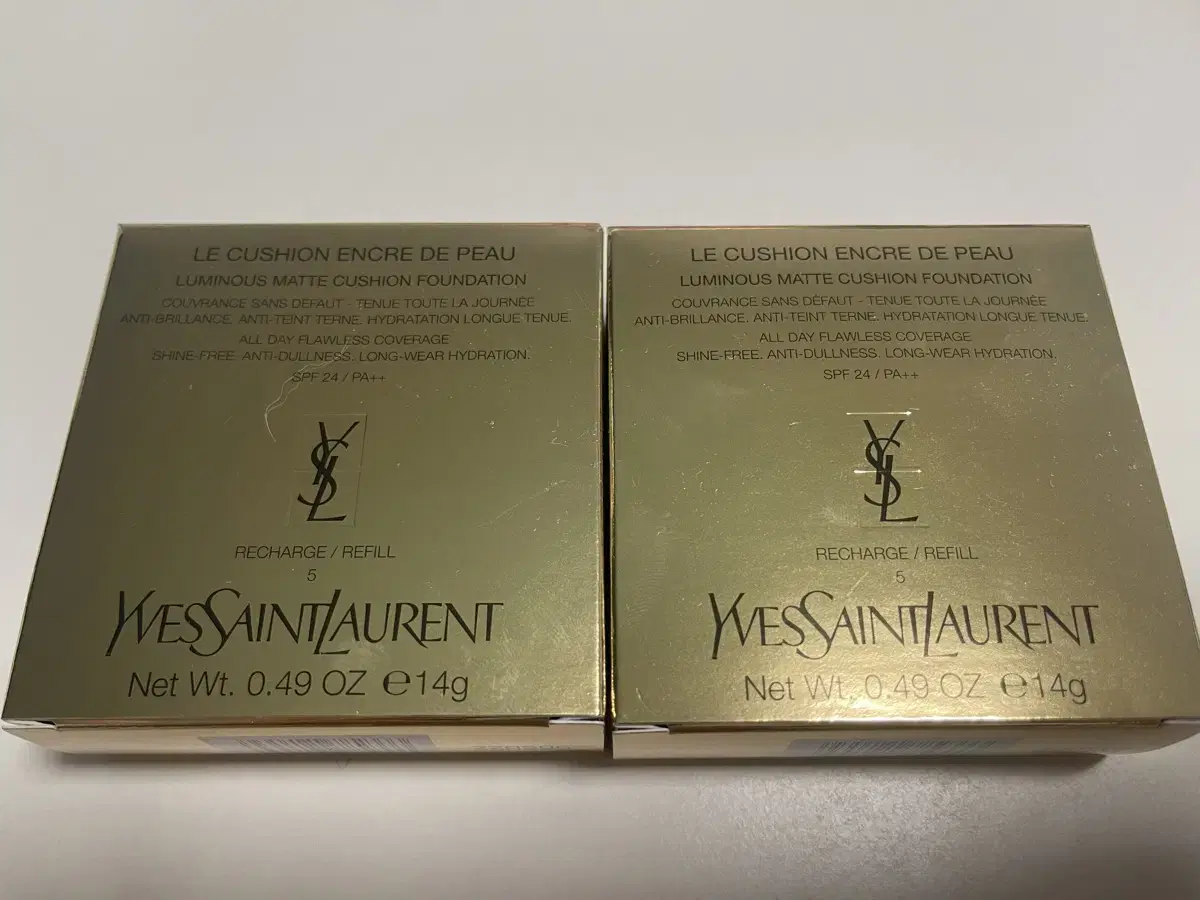 LE CUSHION ENCRE DE PEAU
LUMINOUS MATTE CUSHION FOUNDATION
COUVRANCE SANS DÉFAUT - TENUE TOUTE LA JOURNÉE
ANTI-BRILLANCE. ANTI-TEINT TERNE. HYDRATATION LONGUE TENUE.
ALL DAY FLAWLESS COVERAGE
SHINE-FREE. ANTI-DULLNESS. LONG-WEAR HYDRATION.
SPF 24 / PA++
YSL
RECHARGE / REFILL
5
YVESSAINTLAURENT
Net Wt. 0.49 OZ ℮14g
LE CUSHION ENCRE DE PEAU
LUMINOUS MATTE CUSHION FOUNDATION
COUVRANCE SANS DÉFAUT - TENUE TOUTE LA JOURNÉE
ANTI-BRILLANCE. ANTI-TEINT TERNE. HYDRATATION LONGUE TENUE.
ALL DAY FLAWLESS COVERAGE
SHINE-FREE. ANTI-DULLNESS. LONG-WEAR HYDRATION.
SPF 24 / PA++
YSL
RECHARGE / REFILL
5
YVESSAINTLAURENT
Net Wt. 0.49 OZ ℮14g